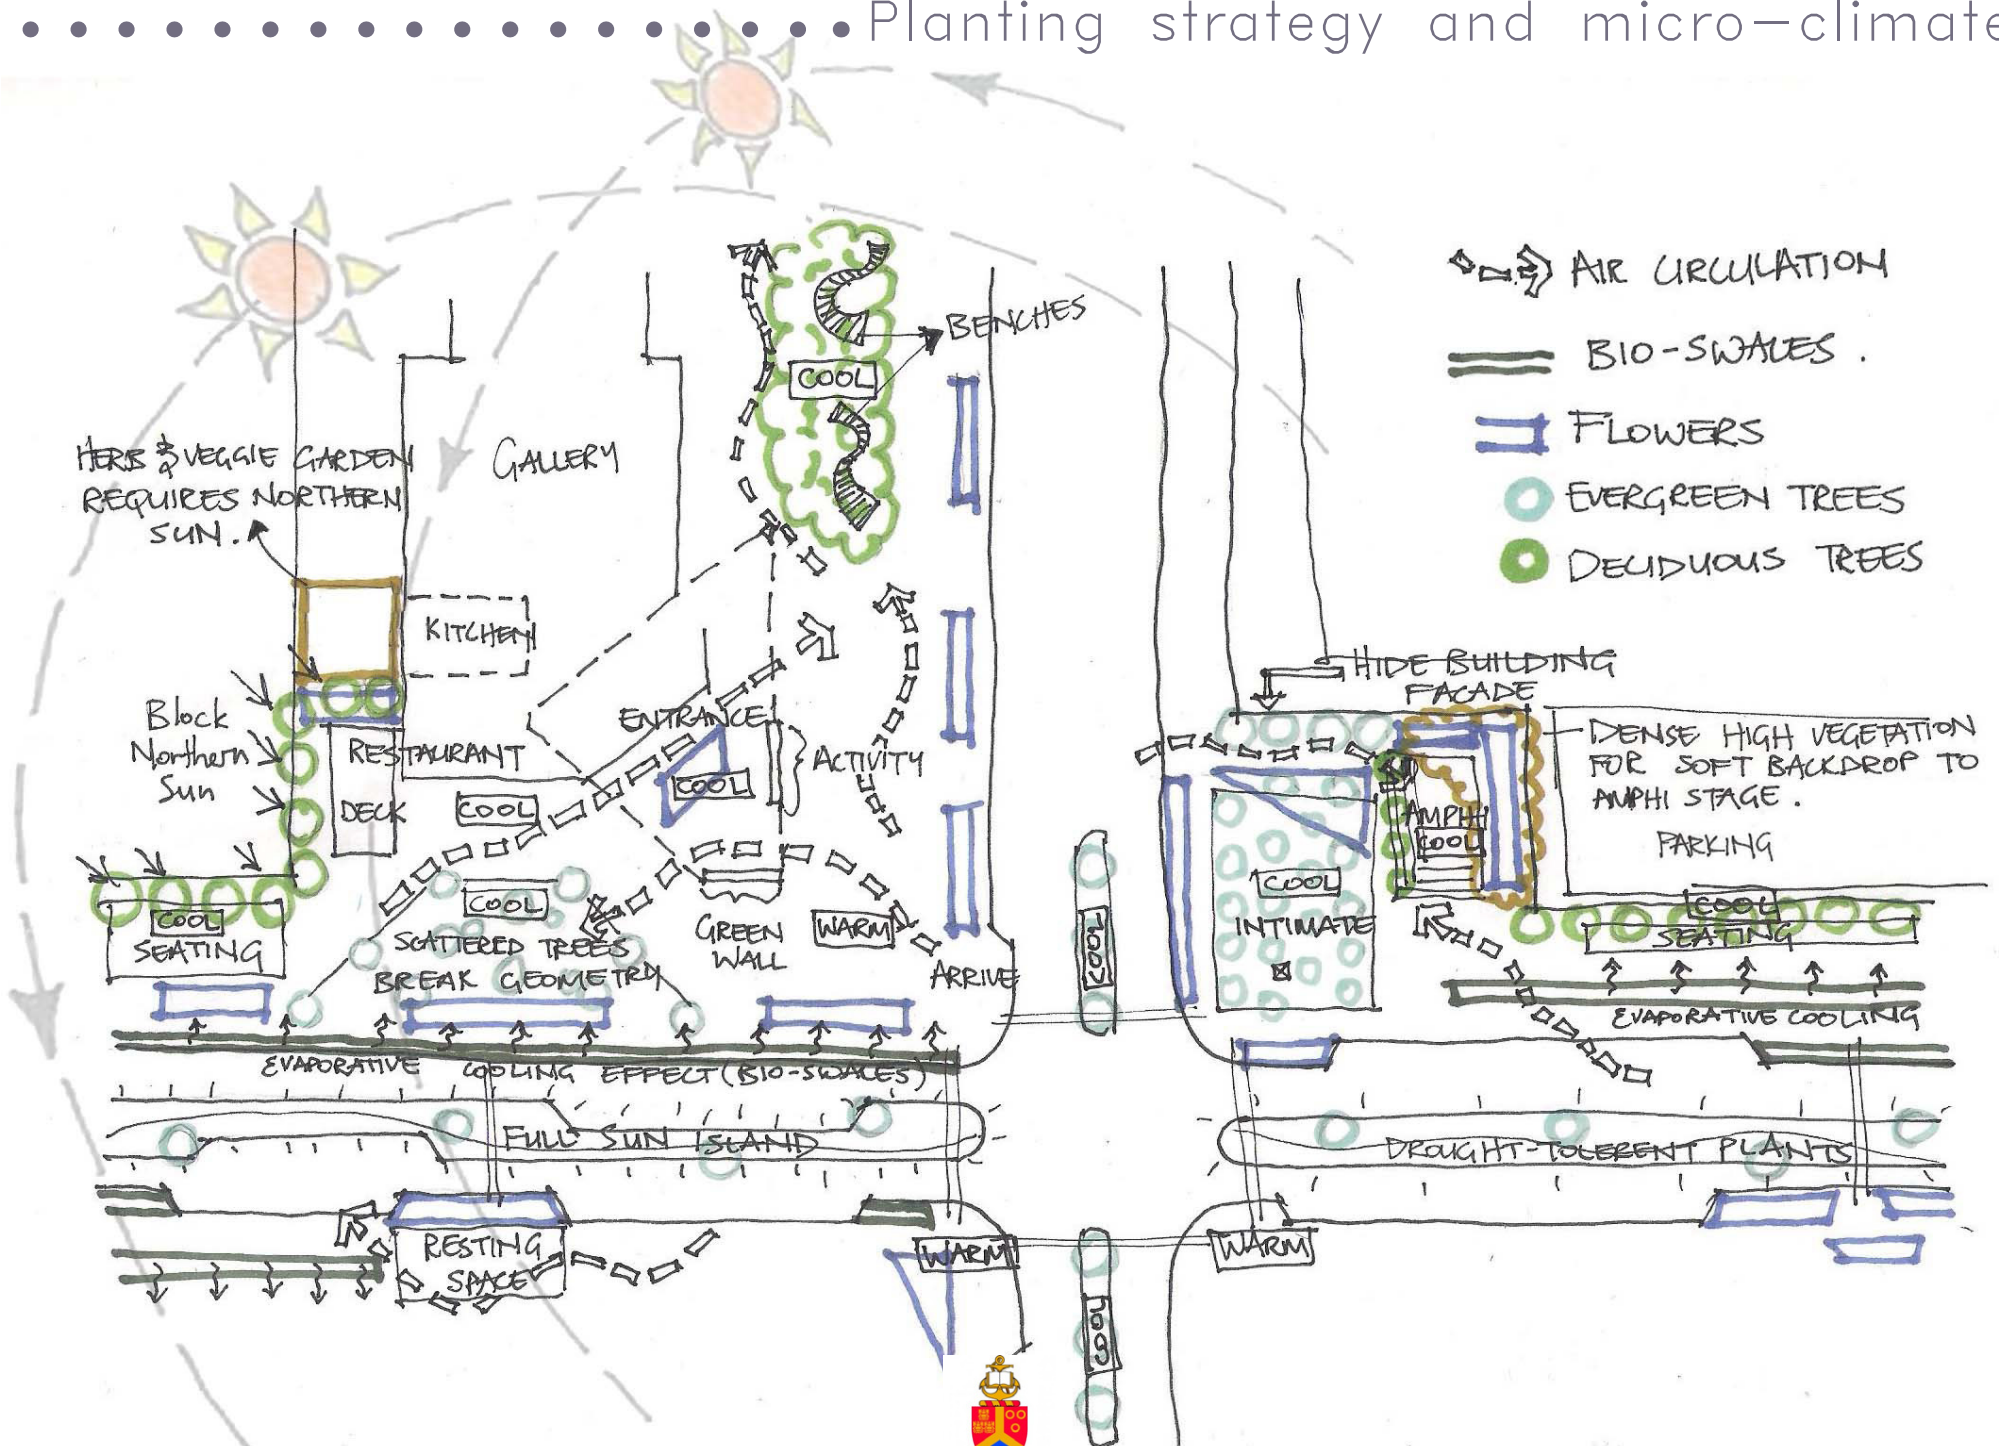 Planting strategy and micro-climate
AIR CIRCULATION
BIO-SWALES.
FLOWERS
EVERGREEN TREES
DECIDUOUS TREES
BENCHES
COOL
GALLERY
HERB & VEGGIE GARDEN
REQUIRES NORTHERN
SUN.
KITCHEN
Block
Northern
Sun
RESTAURANT
DECK
COOL
ENTRANCE
COOL
ACTIVITY
HIDE BUILDING
FACADE
DENSE HIGH VEGETATION
FOR SOFT BACKDROP TO
AMPHI STAGE.
PARKING
AMPHI
COOL
COOL
INTIMATE
COOL
SEATING
COOL
SEATING
COOL
SCATTERED TREES
BREAK GEOMETRY
GREEN
WALL
WARM
ARRIVE
COOL
EVAPORATIVE COOLING
EVAPORATIVE COOLING EFFECT (BIO-SWALES)
FULL SUN ISLAND
DROUGHT-TOLERENT PLANTS
RESTING
SPACE
WARM
WARM
COOL